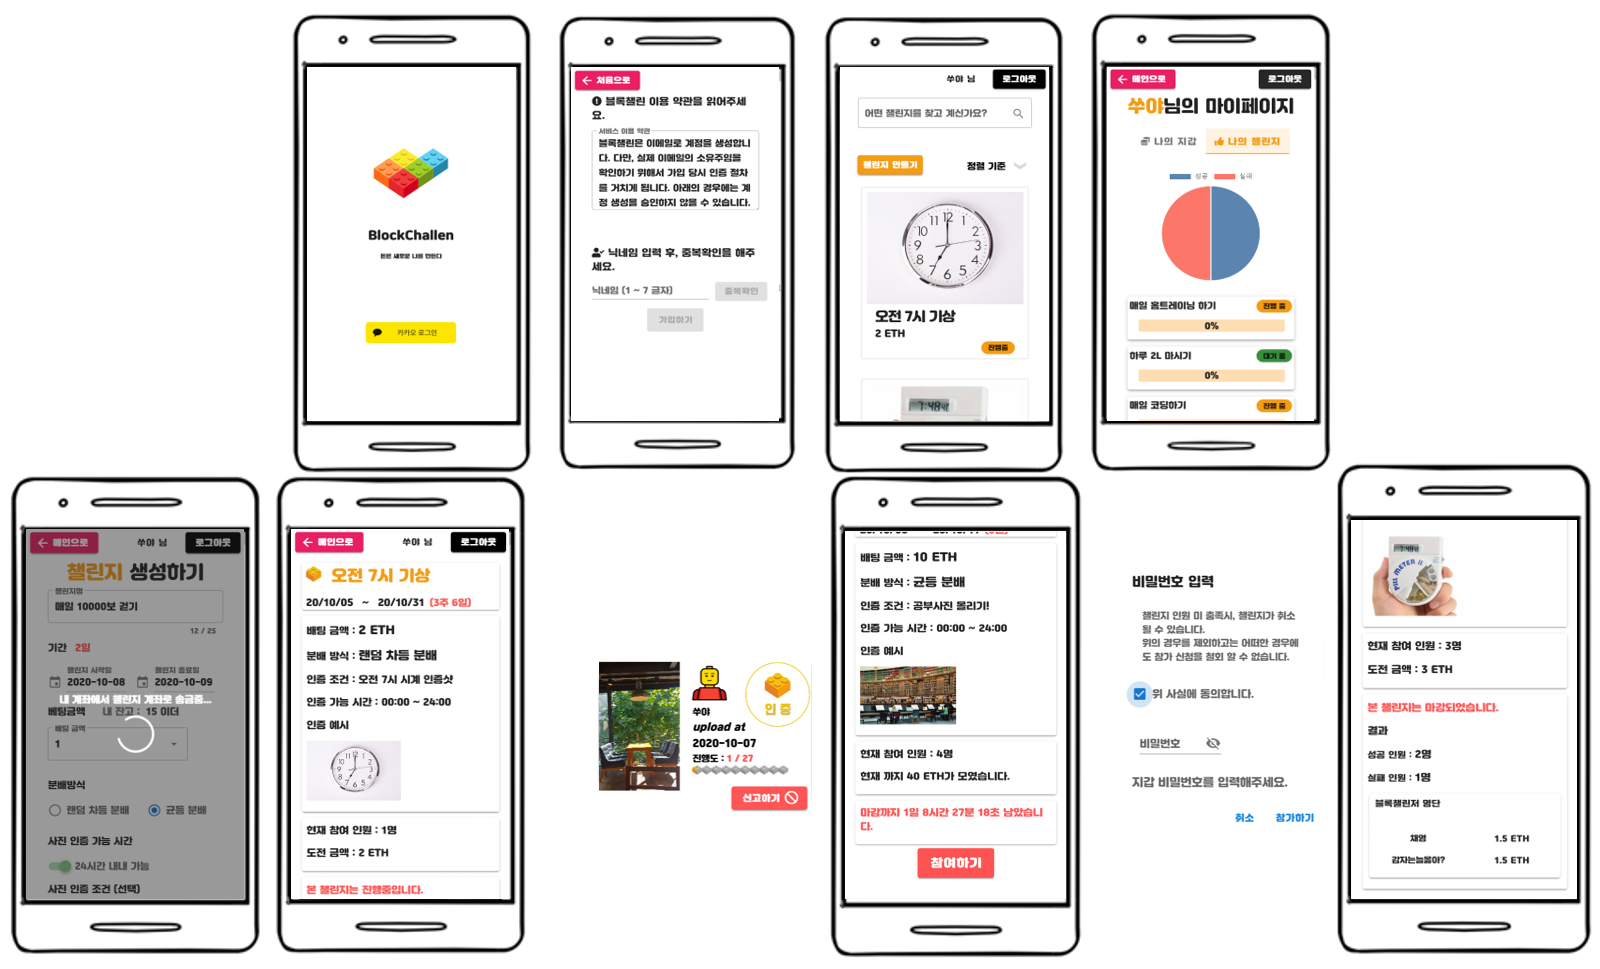 BlockChallen
돈은 새로운 나를 만든다
카카오 로그인
처음으로
블록챌린 이용 약관을 읽어주세
요.
서비스 이용 약관
블록챌린은 이메일로 계정을 생성합니
다. 다만, 실제 이메일의 소유주임을
확인하기 위해서 가입 당시 인증 절차
를 거치게 됩니다. 아래의 경우에는 계
정 생성을 승인하지 않을 수 있습니다.
닉네임 입력 후, 중복확인을 해주
세요.
닉네임 (1 ~ 7 글자)
중복확인
가입하기
쑤야 님
로그아웃
어떤 챌린지를 찾고 계신가요?
챌린지 만들기
정렬 기준
오전 7시 기상
2 ETH
진행중
7:48
메인으로
로그아웃
쑤야님의 마이페이지
나의 지갑
나의 챌린지
성공
실패
매일 홈트레이닝 하기
진행 중
0%
하루 2L 마시기
대기 중
0%
매일 코딩하기
진행 중
메인으로
쑤야 님
로그아웃
챌린지 생성하기
챌린지명
매일 10000보 걷기
12 / 25
기간 2일
챌린지 시작일
챌린지 종료일
2020-10-08
2020-10-09
내 계좌에서 챌린지 계좌로 송금중...
베팅금액 내 잔고 : 15 이더
베팅 금액
1
분배방식
랜덤 차등 분배
균등 분배
사진 인증 가능 시간
24시간 내내 가능
사진 인증 조건 (선택)
메인으로
쑤야 님
로그아웃
오전 7시 기상
20/10/05 ~ 20/10/31 (3주 6일)
배팅 금액 : 2 ETH
분배 방식 : 랜덤 차등 분배
인증 조건 : 오전 7시 시계 인증샷
인증 가능 시간 : 00:00 ~ 24:00
인증 예시
현재 참여 인원 : 1명
도전 금액 : 2 ETH
본 챌린지는 진행중입니다.
쑤야
upload at
2020-10-07
진행도 : 1 / 27
인증
신고하기
배팅 금액 : 10 ETH
분배 방식 : 균등 분배
인증 조건 : 공부사진 올리기!
인증 가능 시간 : 00:00 ~ 24:00
인증 예시
현재 참여 인원 : 4명
현재 까지 40 ETH가 모였습니다.
마감까지 1일 8시간 27분 18초 남았습니
다.
참여하기
비밀번호 입력
챌린지 인원 미 충족시, 챌린지가 취소
될 수 있습니다.
위의 경우를 제외하고는 어떠한 경우에
도 참가 신청을 철회 할 수 없습니다.
위 사실에 동의합니다.
비밀번호
지갑 비밀번호를 입력해주세요.
취소
참가하기
PILL METER II
현재 참여 인원 : 3명
도전 금액 : 3 ETH
본 챌린지는 마감되었습니다.
결과
성공 인원 : 2명
실패 인원 : 1명
블록챌린저 명단
채영
1.5 ETH
감자는늘옳아?
1.5 ETH